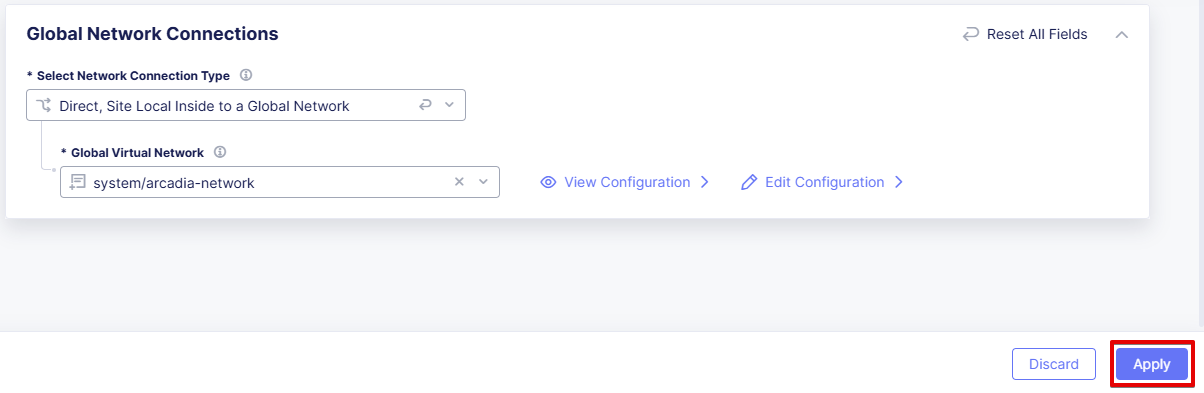 Global Network Connections
Reset All Fields
* Select Network Connection Type
Direct, Site Local Inside to a Global Network
* Global Virtual Network
system/arcadia-network
View Configuration
Edit Configuration
Discard
Apply